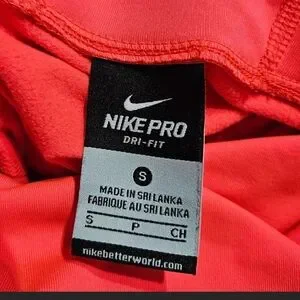 NIKE PRO
DRI-FIT
S
MADE IN SRI LANKA
FABRIQUE AU SRI LANKA
S P CH
nikebetterworld.com